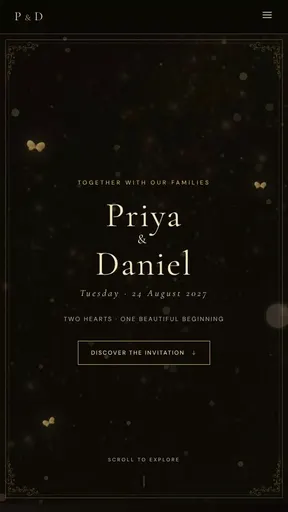 P & D
TOGETHER WITH OUR FAMILIES
Priya
&
Daniel
Tuesday · 24 August 2027
TWO HEARTS · ONE BEAUTIFUL BEGINNING
DISCOVER THE INVITATION ↓
SCROLL TO EXPLORE